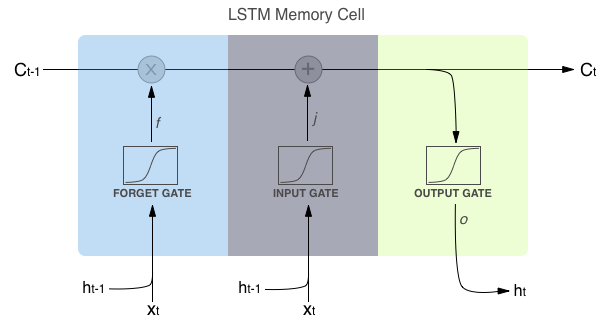 LSTM Memory Cell
Ct-1
×
+
Ct
f
j
FORGET GATE
INPUT GATE
OUTPUT GATE
o
ht-1
xt
ht-1
xt
ht